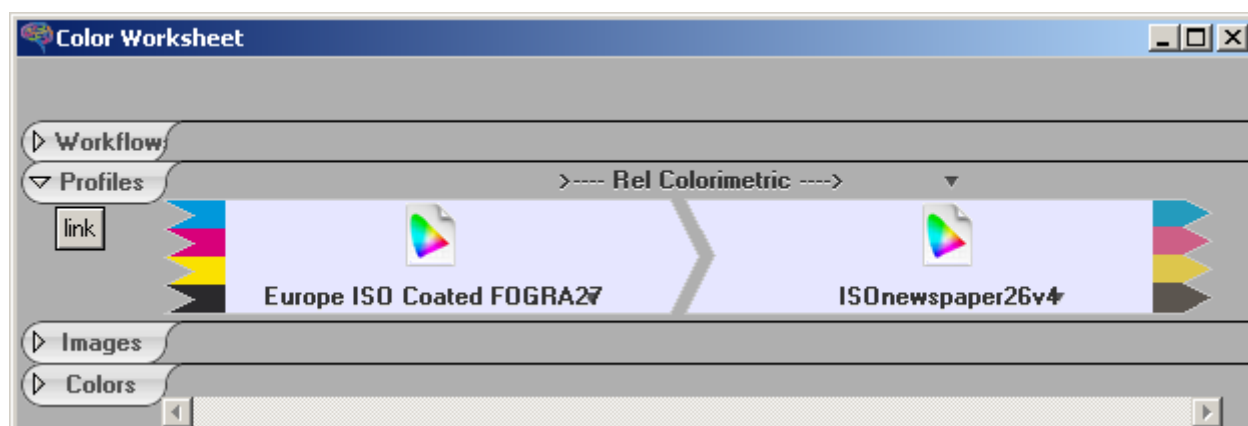 Color Worksheet
Workflow
Profiles
>---- Rel Colorimetric ---->
link
Europe ISO Coated FOGRA27
ISOnewspaper26v4
Images
Colors